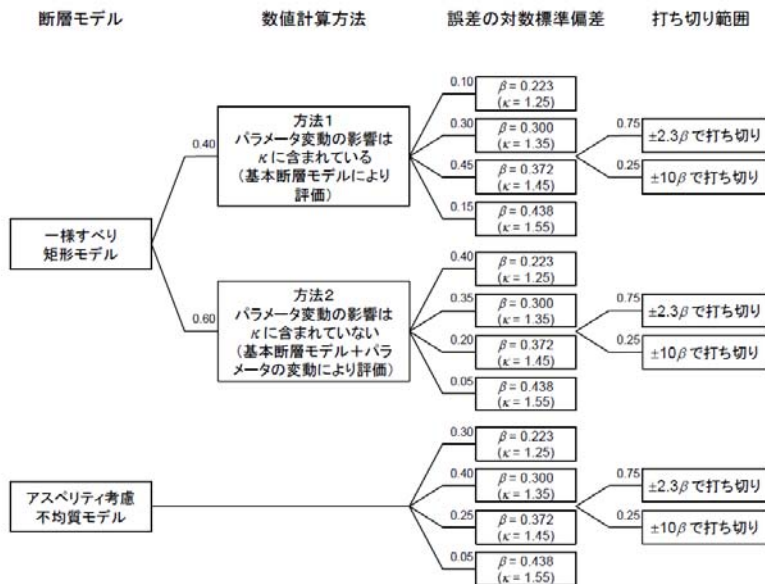 断層モデル
数値計算方法
誤差の対数標準偏差
打ち切り範囲
一様すべり
矩形モデル
0.40
方法1
パラメータ変動の影響は
κに含まれている
(基本断層モデルにより
評価)
0.10
β = 0.223
(κ = 1.25)
0.30
β = 0.300
(κ = 1.35)
0.45
β = 0.372
(κ = 1.45)
0.15
β = 0.438
(κ = 1.55)
0.75
±2.3βで打ち切り
0.25
±10βで打ち切り
0.60
方法2
パラメータ変動の影響は
κに含まれていない
(基本断層モデル+パラ
メータの変動により評価)
0.40
β = 0.223
(κ = 1.25)
0.35
β = 0.300
(κ = 1.35)
0.20
β = 0.372
(κ = 1.45)
0.05
β = 0.438
(κ = 1.55)
0.75
±2.3βで打ち切り
0.25
±10βで打ち切り
アスペリティ考慮
不均質モデル
0.30
β = 0.223
(κ = 1.25)
0.40
β = 0.300
(κ = 1.35)
0.25
β = 0.372
(κ = 1.45)
0.05
β = 0.438
(κ = 1.55)
0.75
±2.3βで打ち切り
0.25
±10βで打ち切り